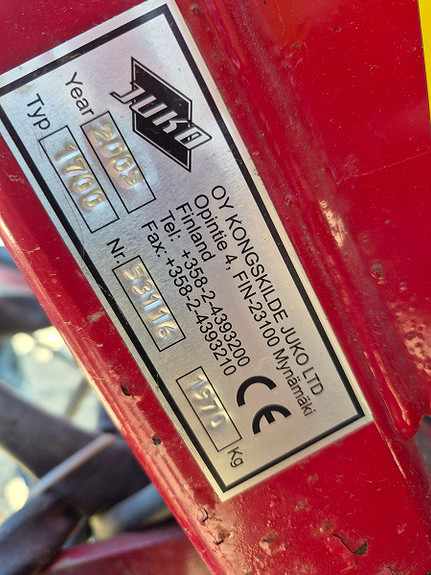 JUKO
Year 2003
Typ 1700
Nr. 53116
OY KONGSKILDE JUKO LTD
Opintie 4, FIN-23100 Mynämäki
Finland
Tel: +358-2-4393200
Fax: +358-2-4393210
1970 Kg
CE